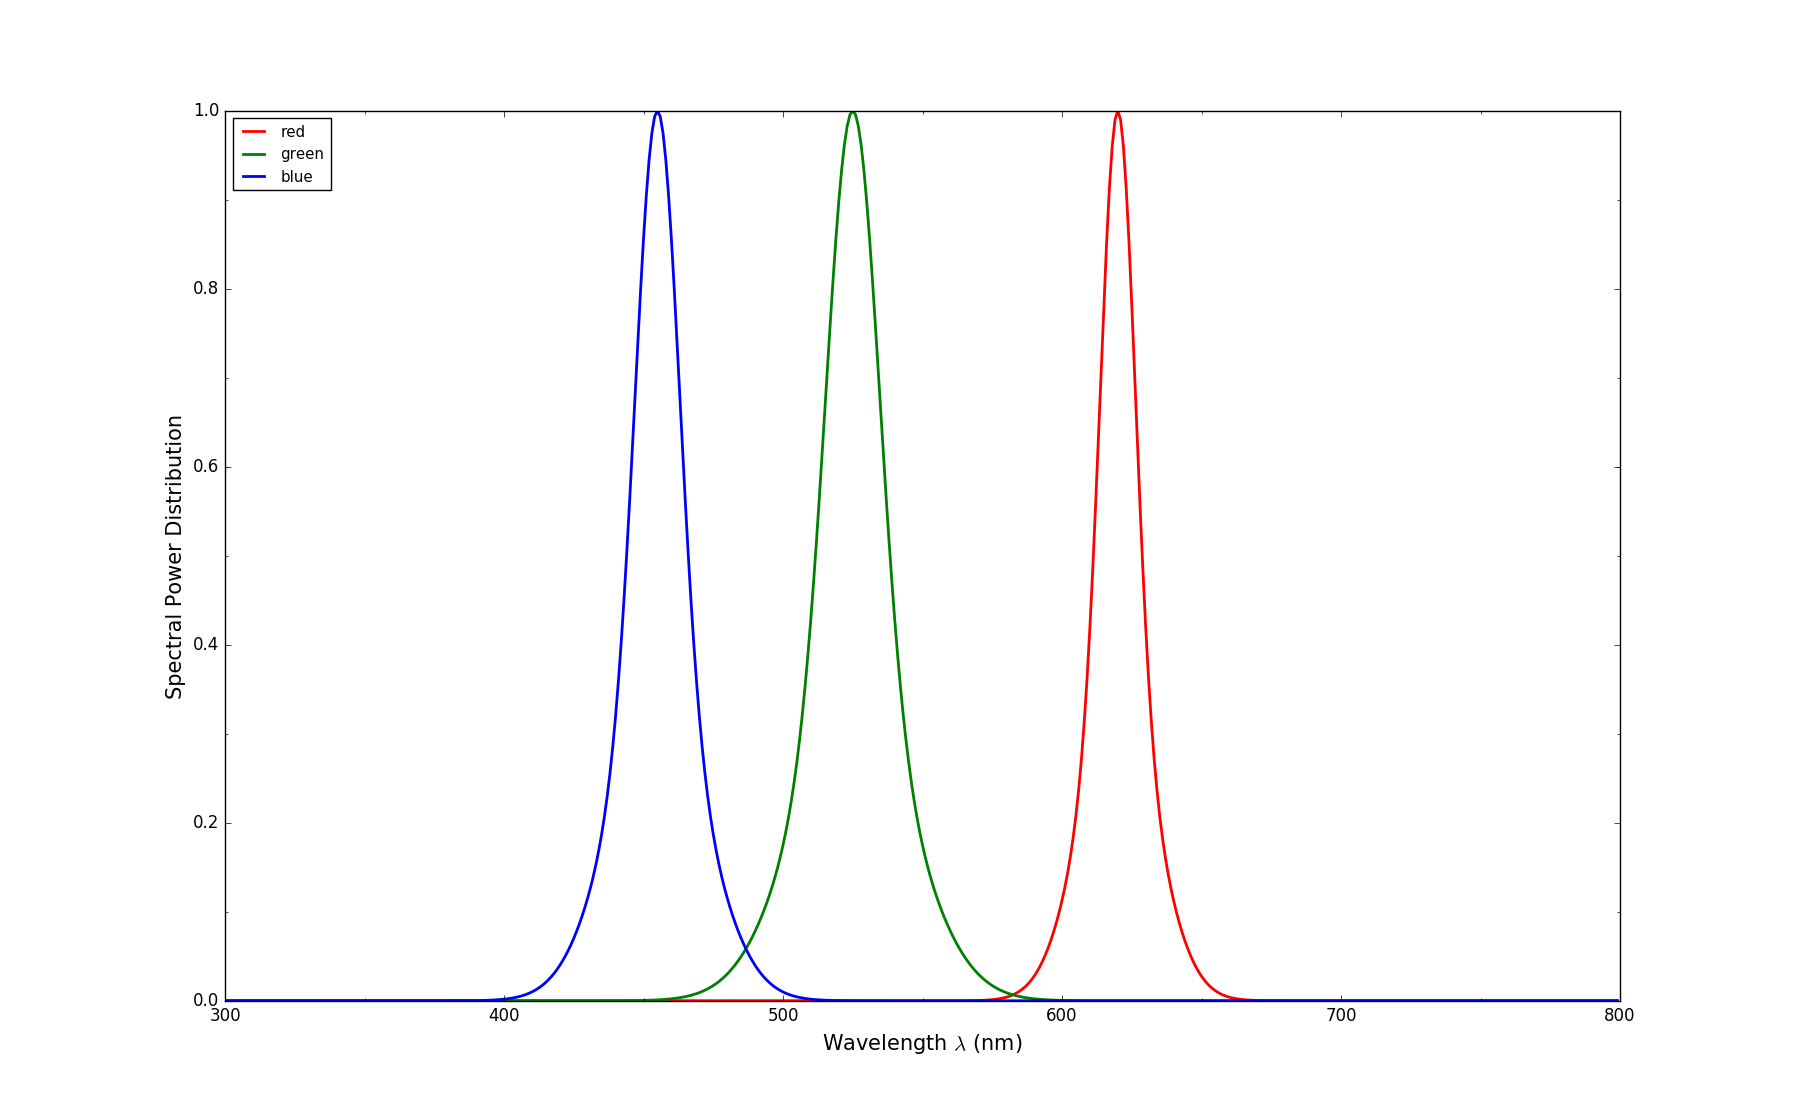 1.0
0.8
0.6
0.4
0.2
0.0
red
green
blue
Spectral Power Distribution
300 400 500 600 700 800
Wavelength λ (nm)